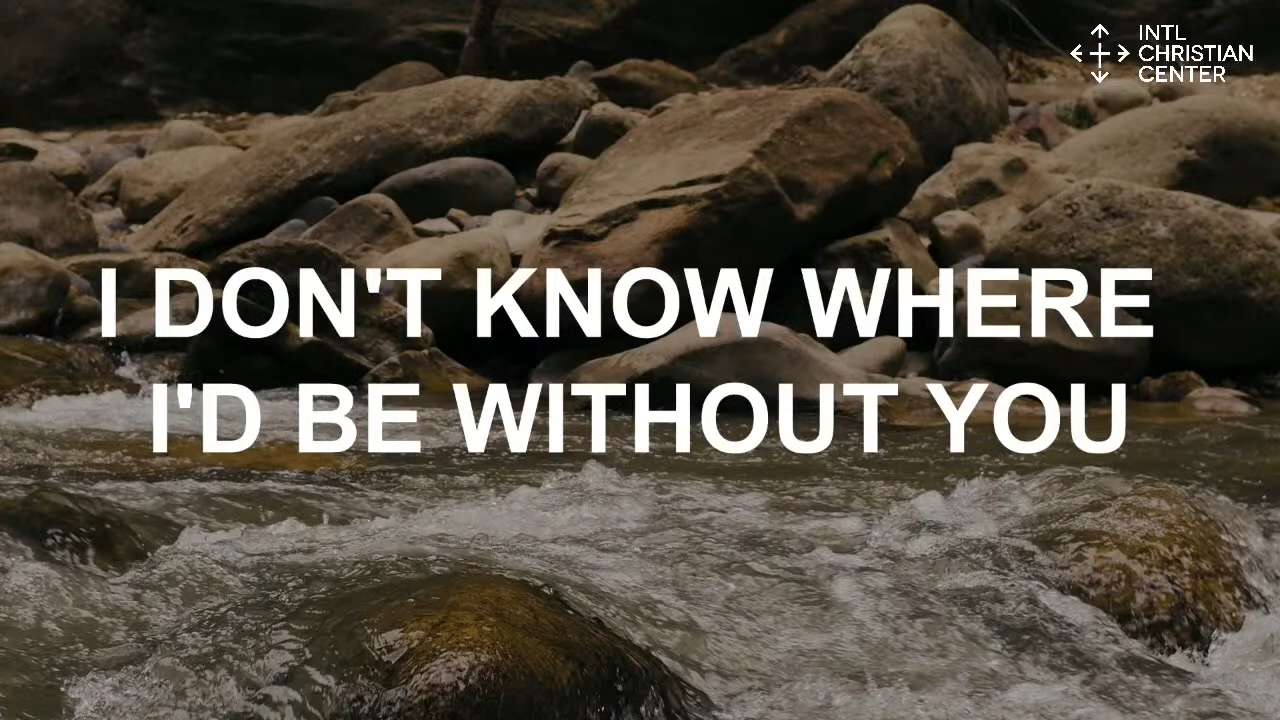 INTL
CHRISTIAN
CENTER
I DON'T KNOW WHERE
I'D BE WITHOUT YOU